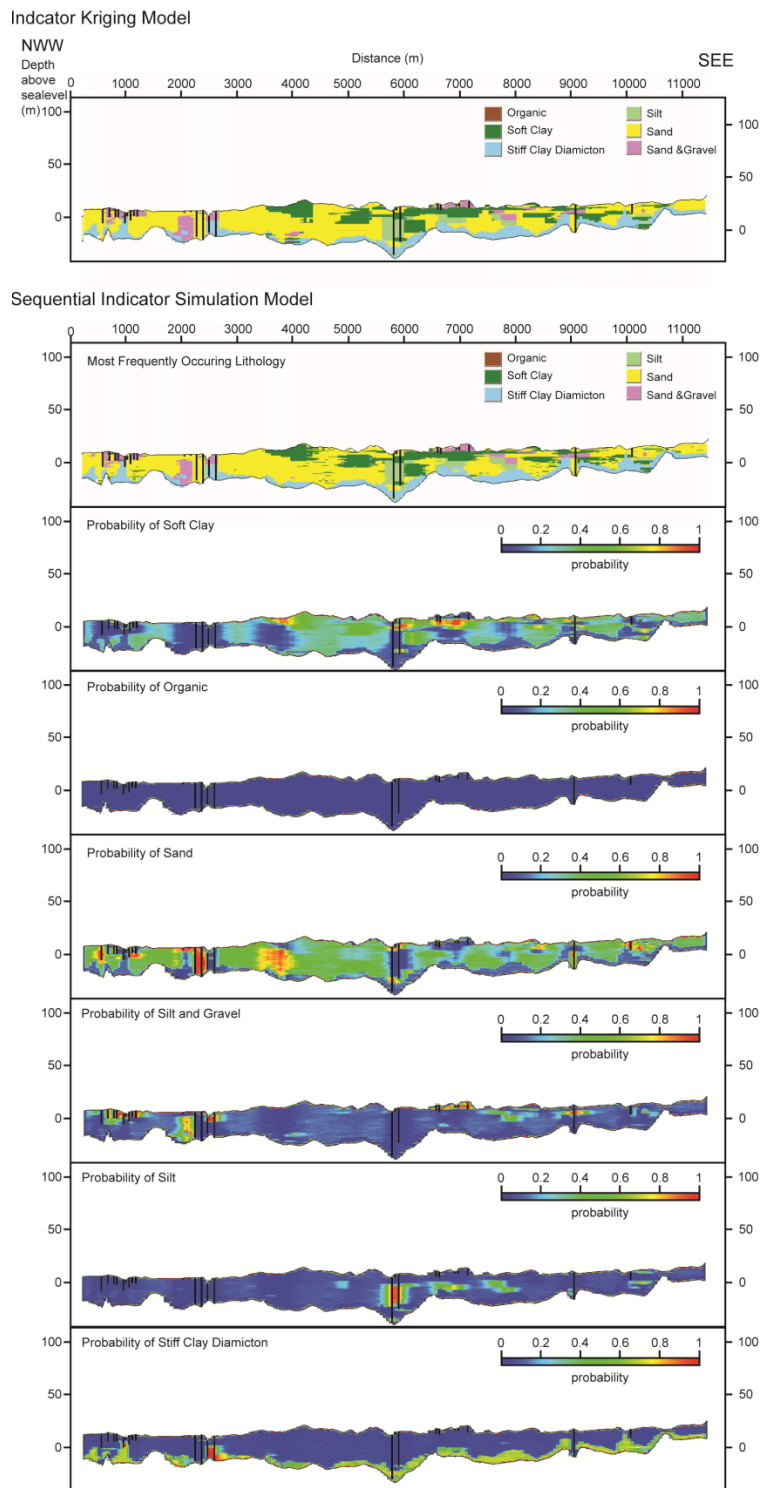 Indcator Kriging Model
NWW
Distance (m)
SEE
Depth
above
sealevel
(m)
0 1000 2000 3000 4000 5000 6000 7000 8000 9000 10000 11000
100
100
50
50
0
0
Organic
Soft Clay
Stiff Clay Diamicton
Silt
Sand
Sand &Gravel
Sequential Indicator Simulation Model
0 1000 2000 3000 4000 5000 6000 7000 8000 9000 10000 11000
100
100
50
50
0
0
Most Frequently Occuring Lithology
Organic
Soft Clay
Stiff Clay Diamicton
Silt
Sand
Sand &Gravel
Probability of Soft Clay
0 0.2 0.4 0.6 0.8 1
probability
100
100
50
50
0
0
Probability of Organic
0 0.2 0.4 0.6 0.8 1
probability
100
100
50
50
0
0
Probability of Sand
0 0.2 0.4 0.6 0.8 1
probability
100
100
50
50
0
0
Probability of Silt and Gravel
0 0.2 0.4 0.6 0.8 1
probability
100
100
50
50
0
0
Probability of Silt
0 0.2 0.4 0.6 0.8 1
probability
100
100
50
50
0
0
Probability of Stiff Clay Diamicton
0 0.2 0.4 0.6 0.8 1
probability
100
100
50
50
0
0